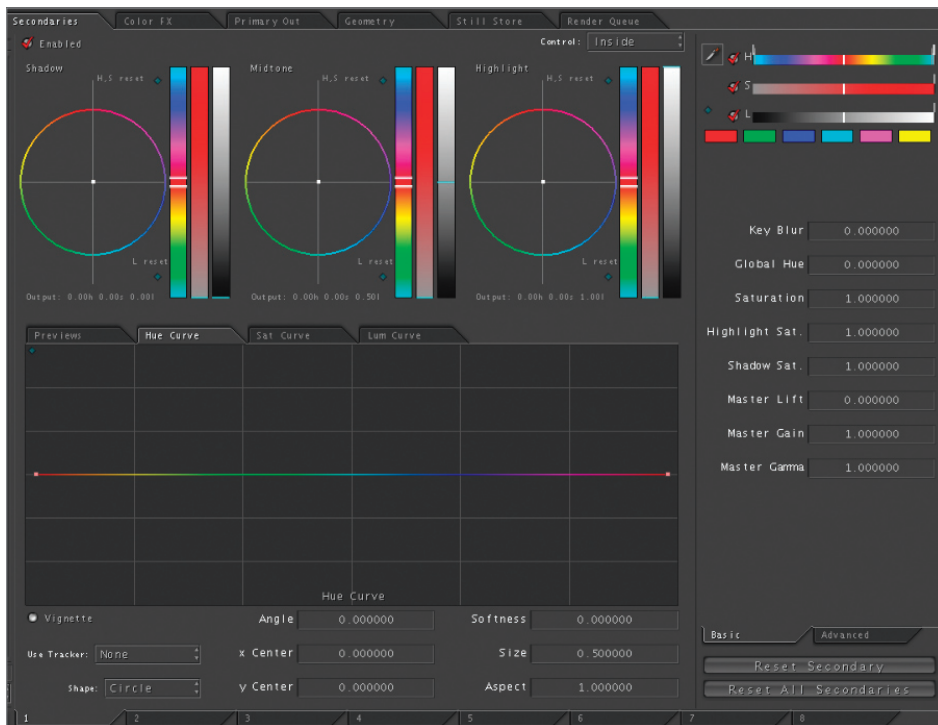 Secondaries Color FX Primary Out Geometry Still Store Render Queue
Enabled
Control: Inside
Shadow H,S reset Midtone H,S reset Highlight H,S reset
H
S
L
L reset L reset L reset
Output: 0.00h 0.00s 0.00l Output: 0.00h 0.00s 0.50l Output: 0.00h 0.00s 1.00l
Key Blur 0.000000
Global Hue 0.000000
Saturation 1.000000
Highlight Sat. 1.000000
Shadow Sat. 1.000000
Master Lift 0.000000
Master Gain 1.000000
Master Gamma 1.000000
Previews Hue Curve Sat Curve Lum Curve
Hue Curve
Vignette Angle 0.000000 Softness 0.000000
Use Tracker: None x Center 0.000000 Size 0.500000
Shape: Circle y Center 0.000000 Aspect 1.000000
Basic Advanced
Reset Secondary
Reset All Secondaries
1 2 3 4 5 6 7 8